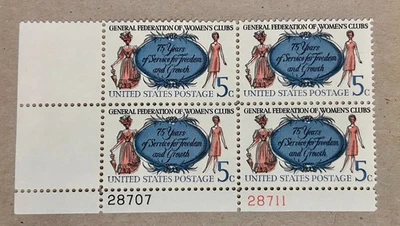 GENERAL FEDERATION OF WOMEN'S CLUBS
75 Years
of Service for Freedom
and Growth
5c
UNITED STATES POSTAGE
GENERAL FEDERATION OF WOMEN'S CLUBS
75 Years
of Service for Freedom
and Growth
5c
UNITED STATES POSTAGE
GENERAL FEDERATION OF WOMEN'S CLUBS
75 Years
of Service for Freedom
and Growth
5c
UNITED STATES POSTAGE
GENERAL FEDERATION OF WOMEN'S CLUBS
75 Years
of Service for Freedom
and Growth
5c
UNITED STATES POSTAGE
28707
28711